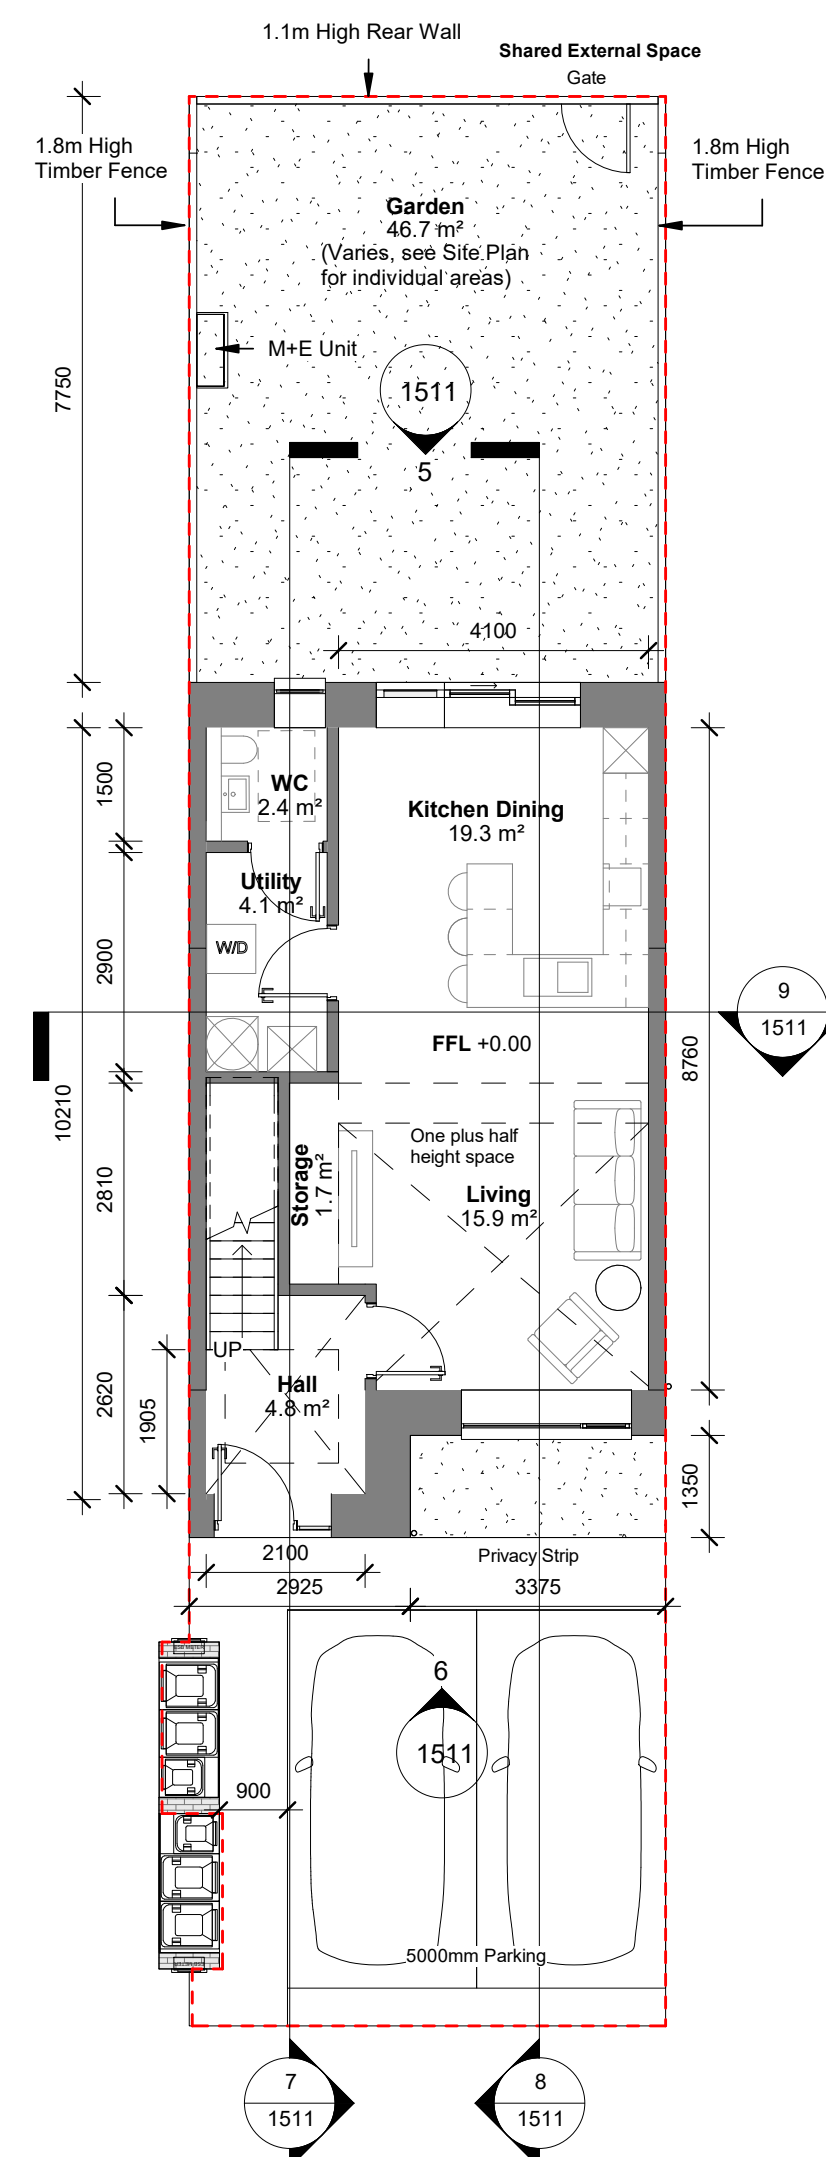 1.1m High Rear Wall
Shared External Space
Gate
1.8m High
Timber Fence
1.8m High
Timber Fence
Garden
46.7 m²
(Varies, see Site Plan
for individual areas)
M+E Unit
7750
1511
5
4100
1500
WC
2.4 m²
Kitchen Dining
19.3 m²
Utility
4.1 m²
W/D
2900
9
1511
FFL +0.00
8760
10210
2810
One plus half
height space
Storage
1.7 m²
Living
15.9 m²
UP
Hall
4.8 m²
2620
1905
1350
2100
Privacy Strip
2925
3375
6
1511
900
5000mm Parking
7
1511
8
1511